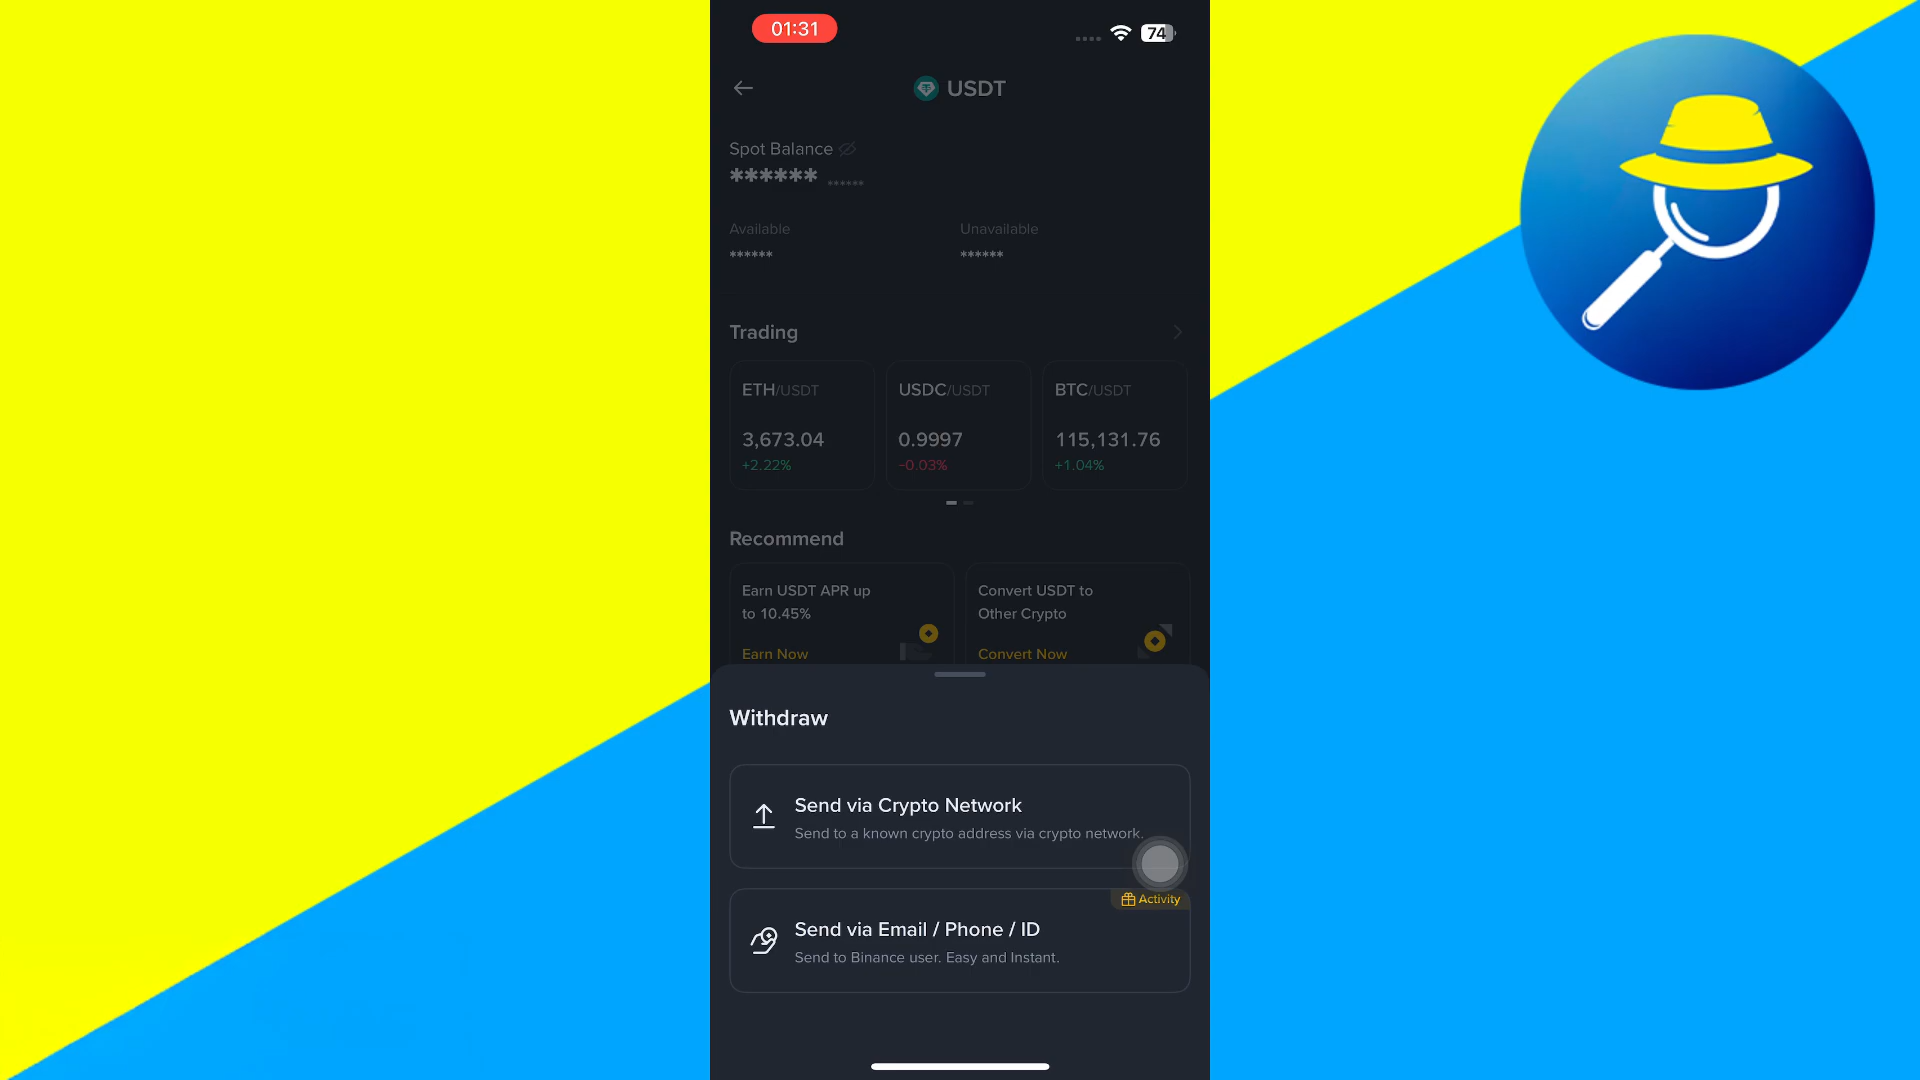 01:31
74
USDT
Spot Balance
****** ******
Available
Unavailable
******
******
Trading
ETH/USDT
USDC/USDT
BTC/USDT
3,673.04
0.9997
115,131.76
+2.22%
-0.03%
+1.04%
Recommend
Earn USDT APR up
to 10.45%
Convert USDT to
Other Crypto
Earn Now
Convert Now
Withdraw
Send via Crypto Network
Send to a known crypto address via crypto network.
Activity
Send via Email / Phone / ID
Send to Binance user. Easy and Instant.